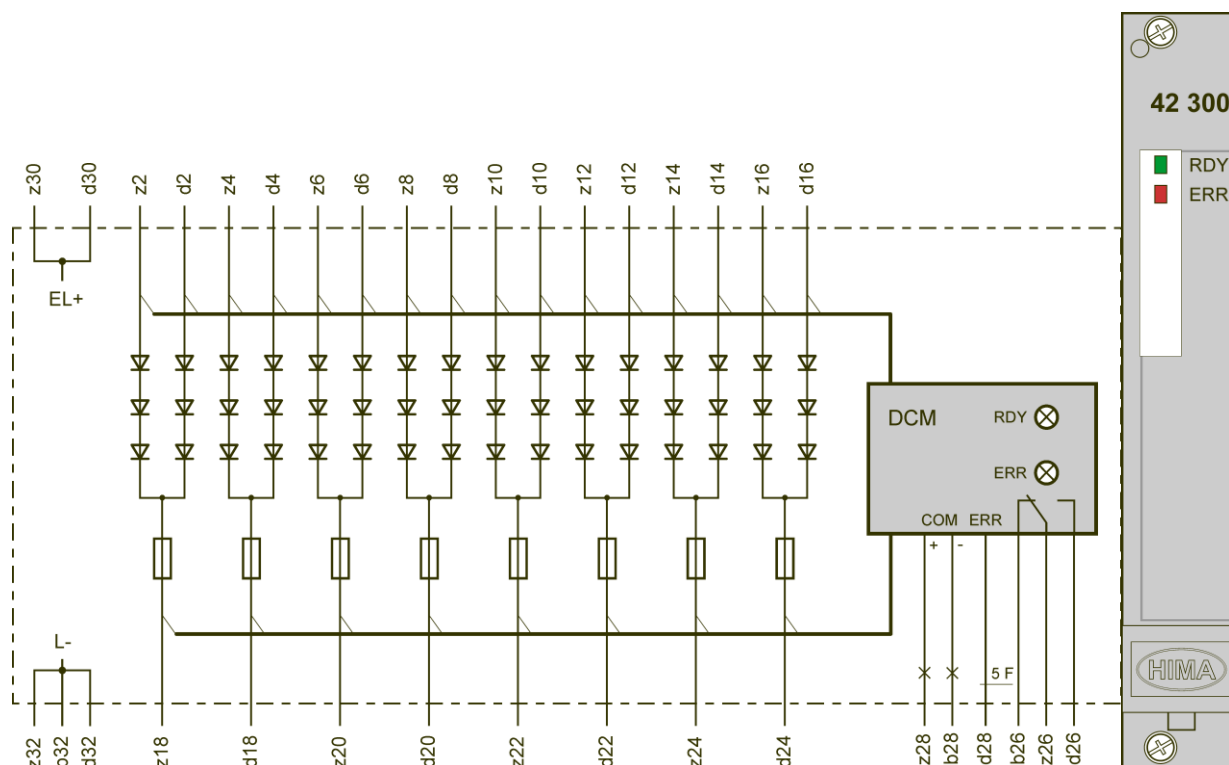 42 300
RDY
ERR
z30 d30 z2 d2 z4 d4 z6 d6 z8 d8 z10 d10 z12 d12 z14 d14 z16 d16
EL+
DCM
RDY
ERR
COM ERR
+ -
L-
5 F
HIMA
z32 b32 d32 z18 d18 z20 d20 z22 d22 z24 d24 z28 b28 d28 b26 z26 d26